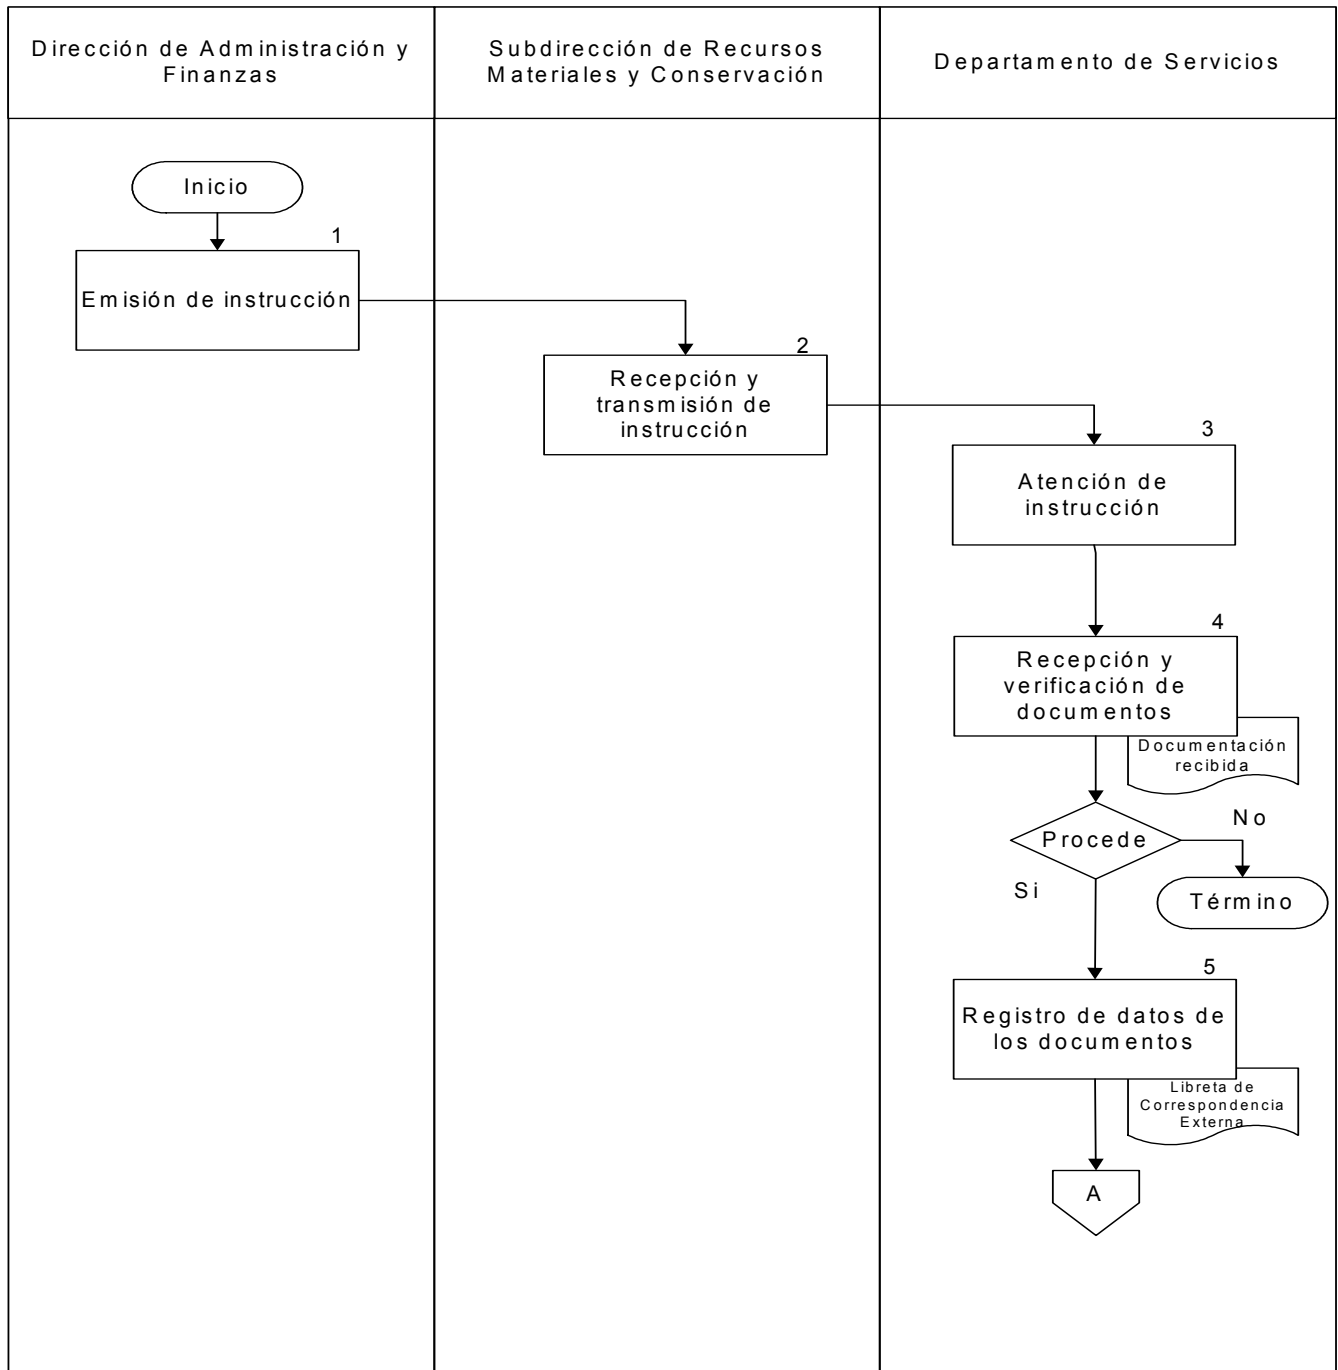 Dirección de Administración y
Finanzas
Subdirección de Recursos
Materiales y Conservación
Departamento de Servicios
Inicio
1
Emisión de instrucción
2
Recepción y
transmisión de
instrucción
3
Atención de
instrucción
4
Recepción y
verificación de
documentos
Documentación
recibida
Procede
No
Si
Término
5
Registro de datos de
los documentos
Libreta de
Correspondencia
Externa
A